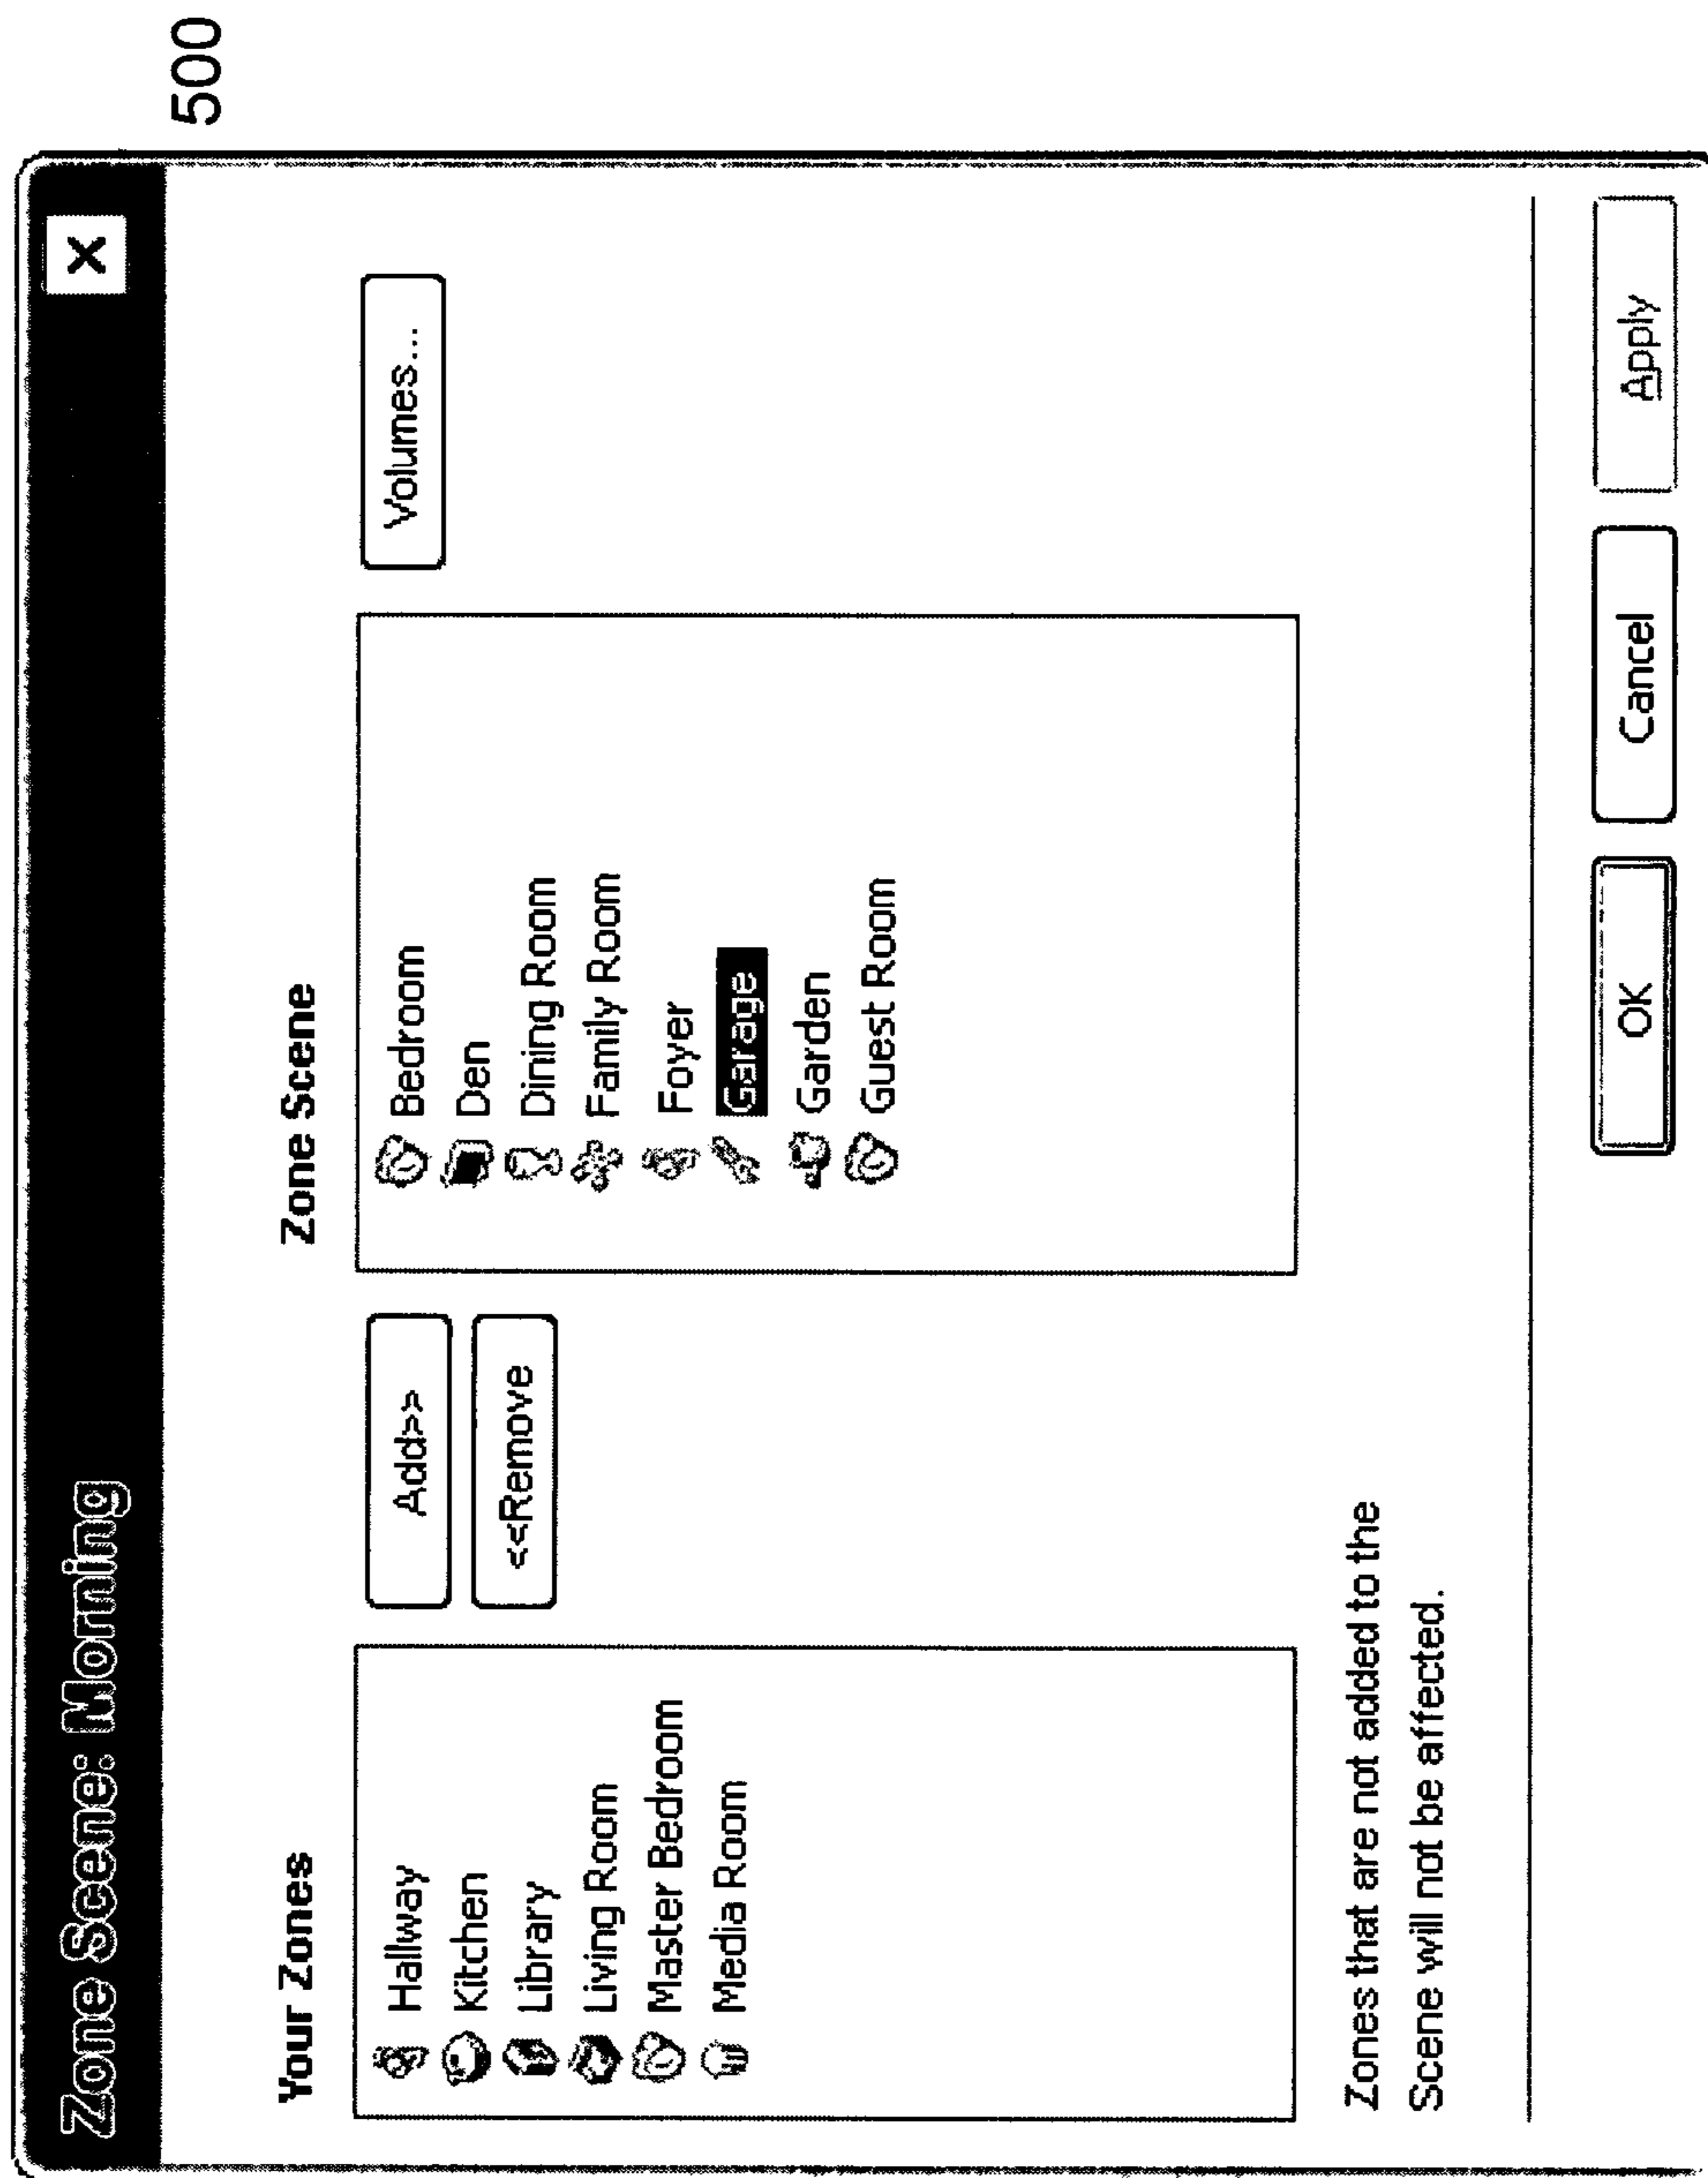 500
Zone Scene: Morning
X
Your Zones
Hallway
Kitchen
Library
Living Room
Master Bedroom
Media Room
Add>>
<<Remove
Zone Scene
Bedroom
Den
Dining Room
Family Room
Foyer
Garage
Garden
Guest Room
Volumes...
Zones that are not added to the
Scene will not be affected.
OK
Cancel
Apply